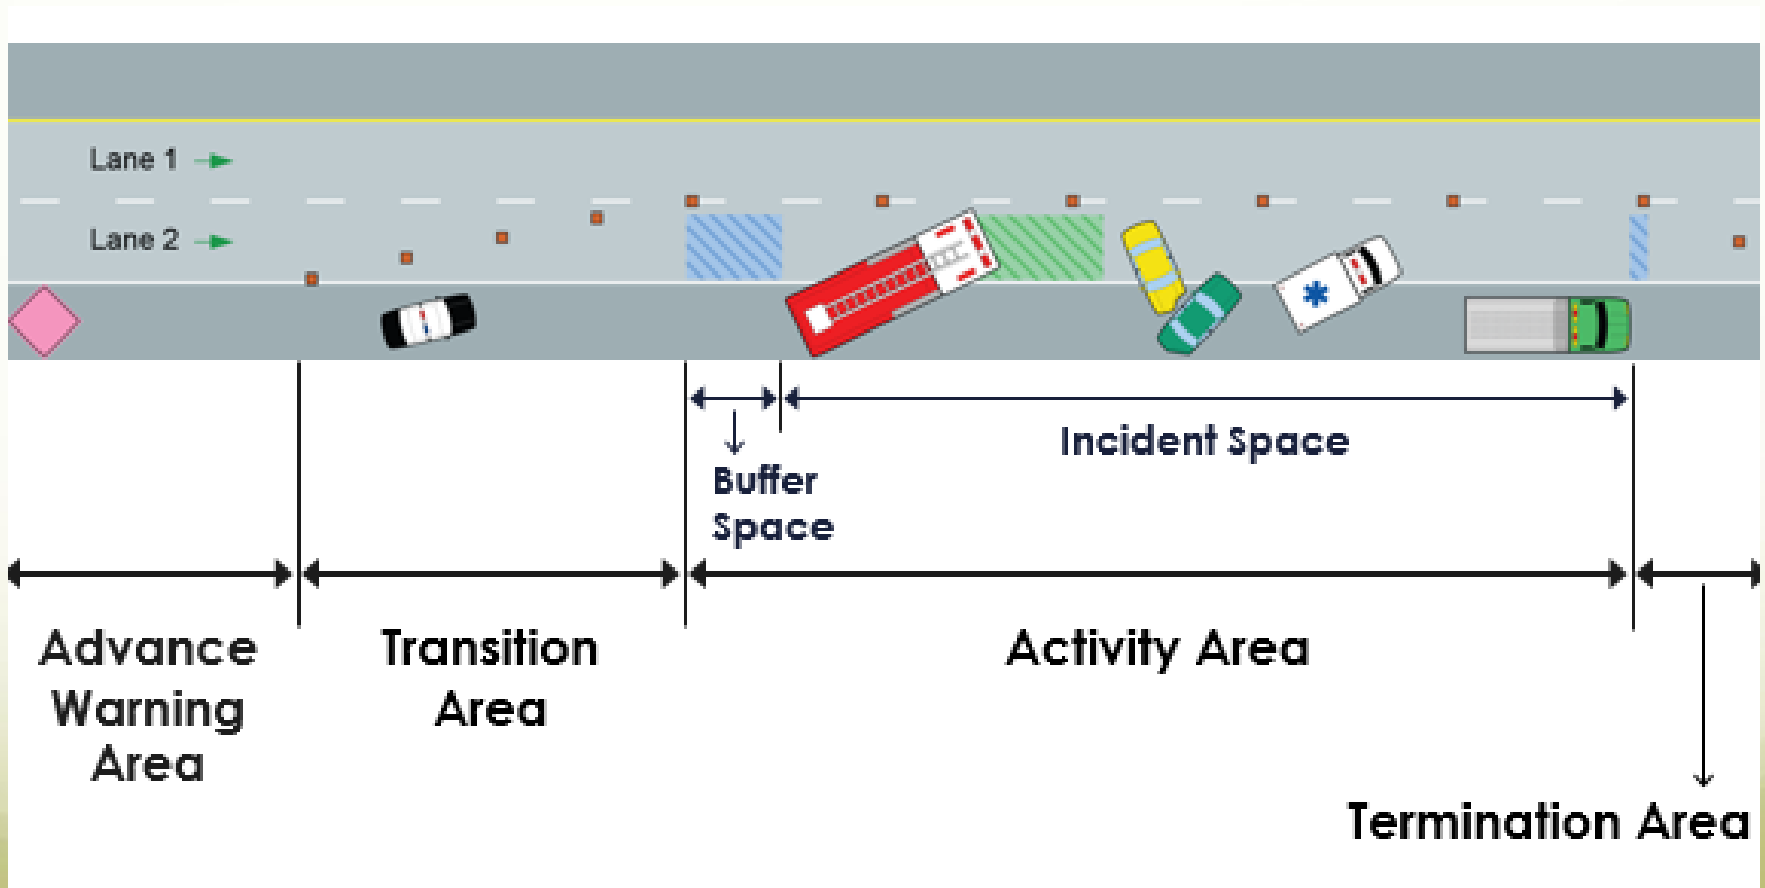 Lane 1
Lane 2
Incident Space
Buffer
Space
Advance
Warning
Area
Transition
Area
Activity Area
Termination Area